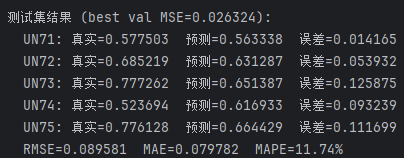 测试集结果 (best val MSE=0.026324):
UN71: 真实=0.577503 预测=0.563338 误差=0.014165
UN72: 真实=0.685219 预测=0.631287 误差=0.053932
UN73: 真实=0.777262 预测=0.651387 误差=0.125875
UN74: 真实=0.523694 预测=0.616933 误差=0.093239
UN75: 真实=0.776128 预测=0.664429 误差=0.111699
RMSE=0.089581 MAE=0.079782 MAPE=11.74%